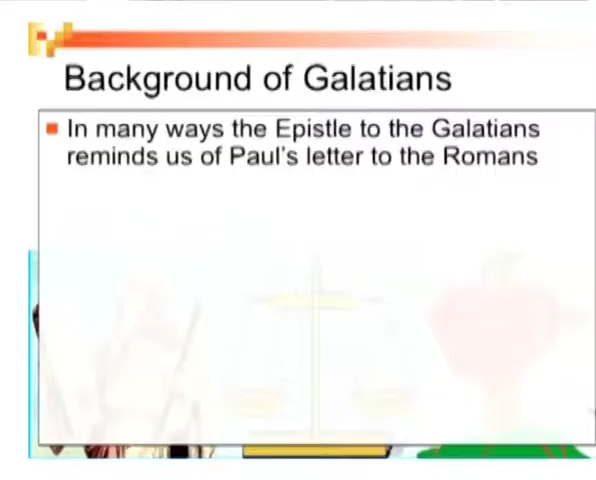 Background of Galatians
In many ways the Epistle to the Galatians
reminds us of Paul's letter to the Romans